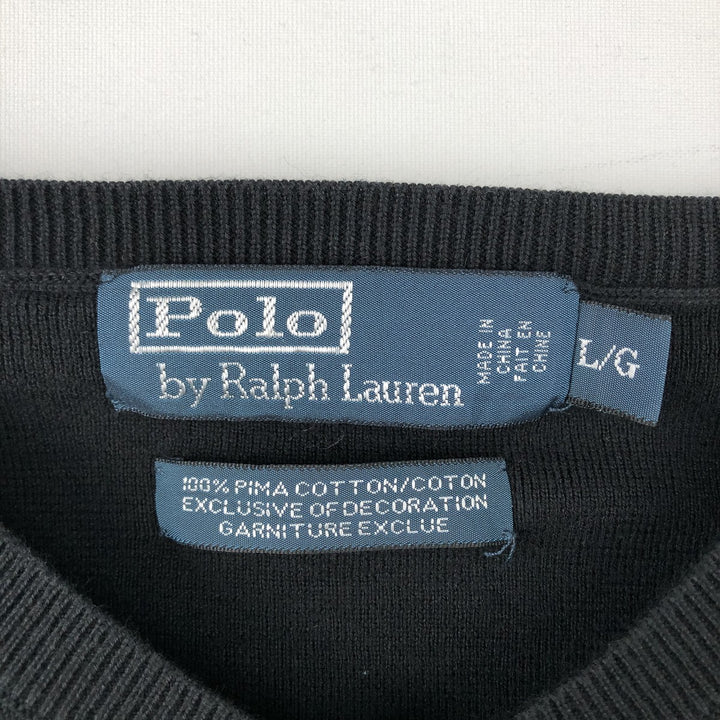 Polo
by Ralph Lauren
MADE IN
CHINA
FAIT EN
CHINE
L/G
100% PIMA COTTON/COTON
EXCLUSIVE OF DECORATION
GARNITURE EXCLUE